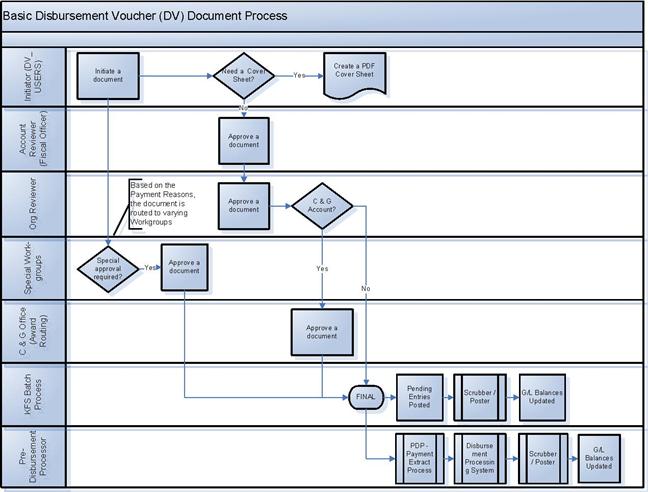 Basic Disbursement Voucher (DV) Document Process
Initiator (DV_
USERS)
Initiate a
document
Need a Cover
Sheet?
Yes
Create a PDF
Cover Sheet
No
Account
Reviewer
(Fiscal Officer)
Approve a
document
Org Reviewer
Based on the
Payment Reasons,
the document is
routed to varying
Workgroups
Approve a
document
C & G
Account?
Special Work-
groups
Special
approval
required?
Yes
Approve a
document
Yes
No
C & G Office
(Award
Routing)
Approve a
document
KFS Batch
Process
FINAL
Pending
Entries
Posted
Scrubber /
Poster
G/L Balances
Updated
Pre-
Disbursement
Processor
PDP -
Payment
Extract
Process
Disburse
ment
Processin
g System
Scrubber
/ Poster
G/L
Balances
Updated